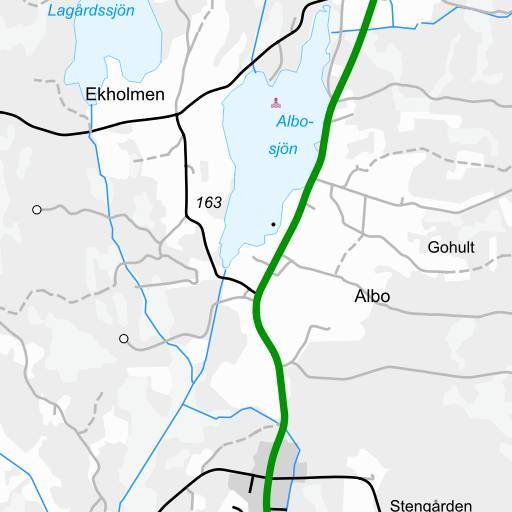 Lagårdssjön
Ekholmen
Albo-
sjön
163
Gohult
Albo
Stengården